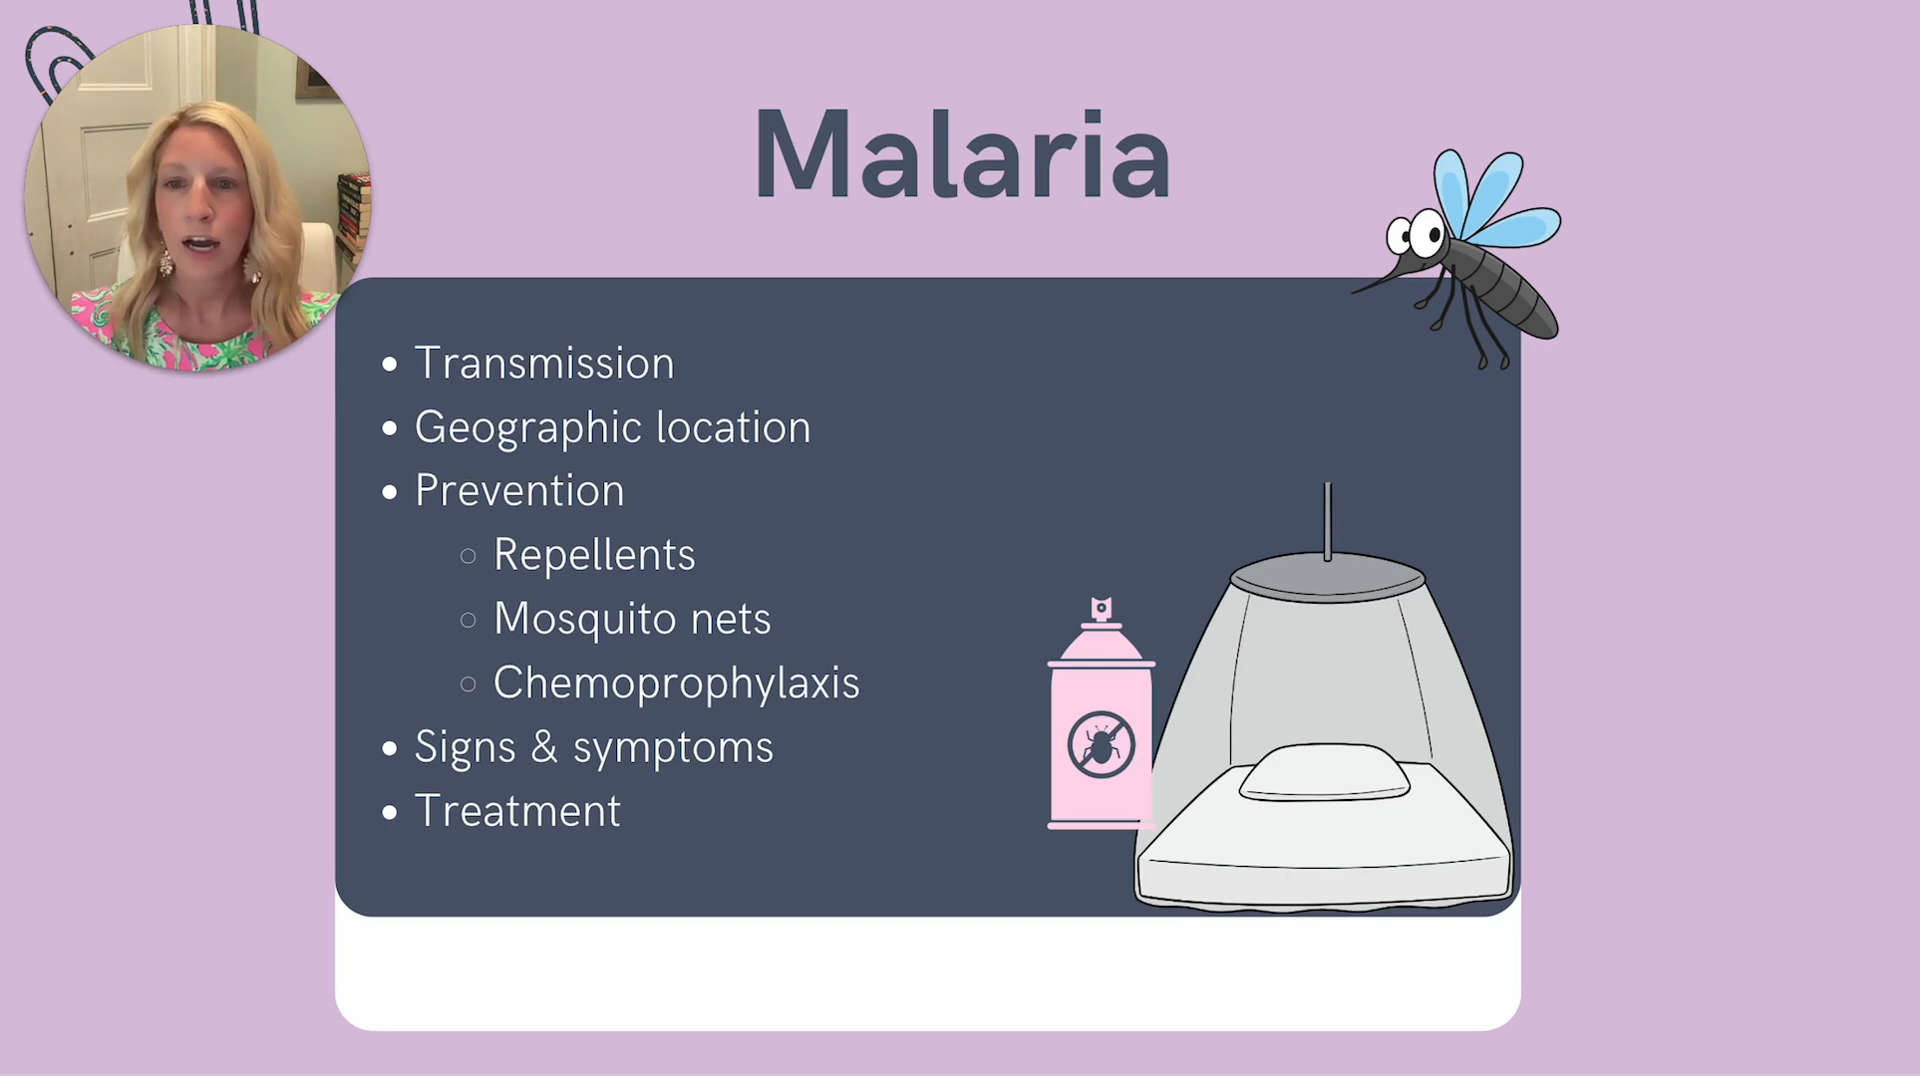 Malaria
• Transmission
• Geographic location
• Prevention
○ Repellents
○ Mosquito nets
○ Chemoprophylaxis
• Signs & symptoms
• Treatment